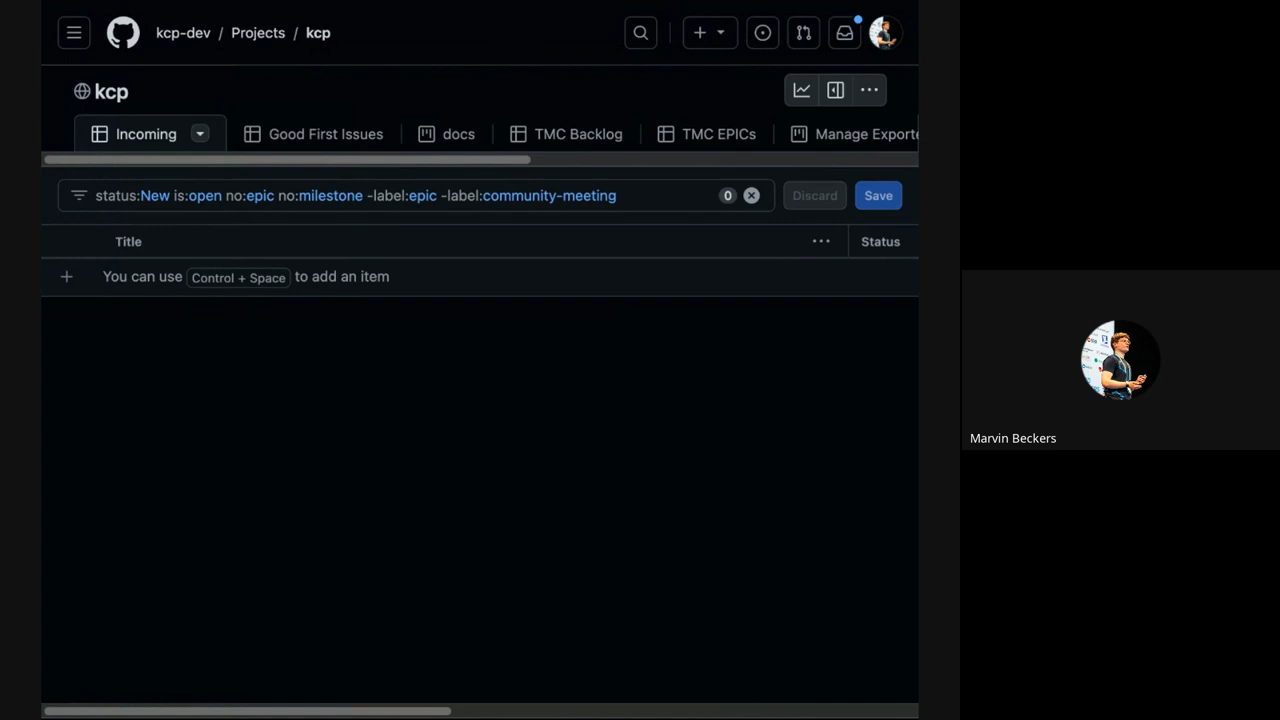 kcp-dev / Projects / kcp
kcp
Incoming Good First Issues docs TMC Backlog TMC EPICs Manage Exporte
status:New is:open no:epic no:milestone -label:epic -label:community-meeting 0 Discard Save
Title Status
You can use Control + Space to add an item
Marvin Beckers